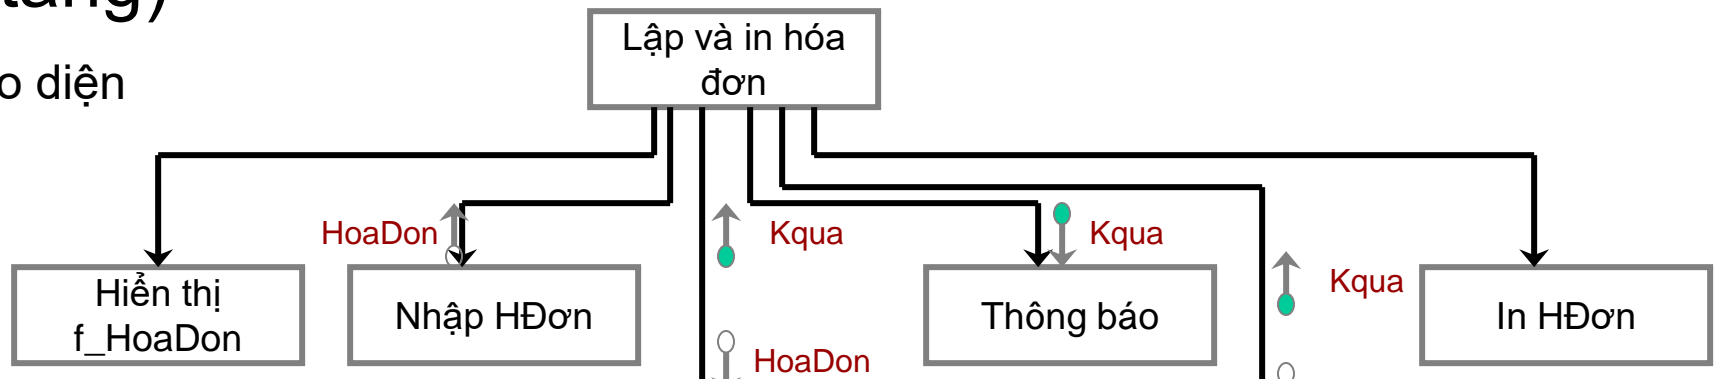 tầng)
o diện
Lập và in hóa
đơn
HoaDon
Kqua
Kqua
Kqua
Hiển thị
f_HoaDon
Nhập HĐơn
Thông báo
In HĐơn
HoaDon